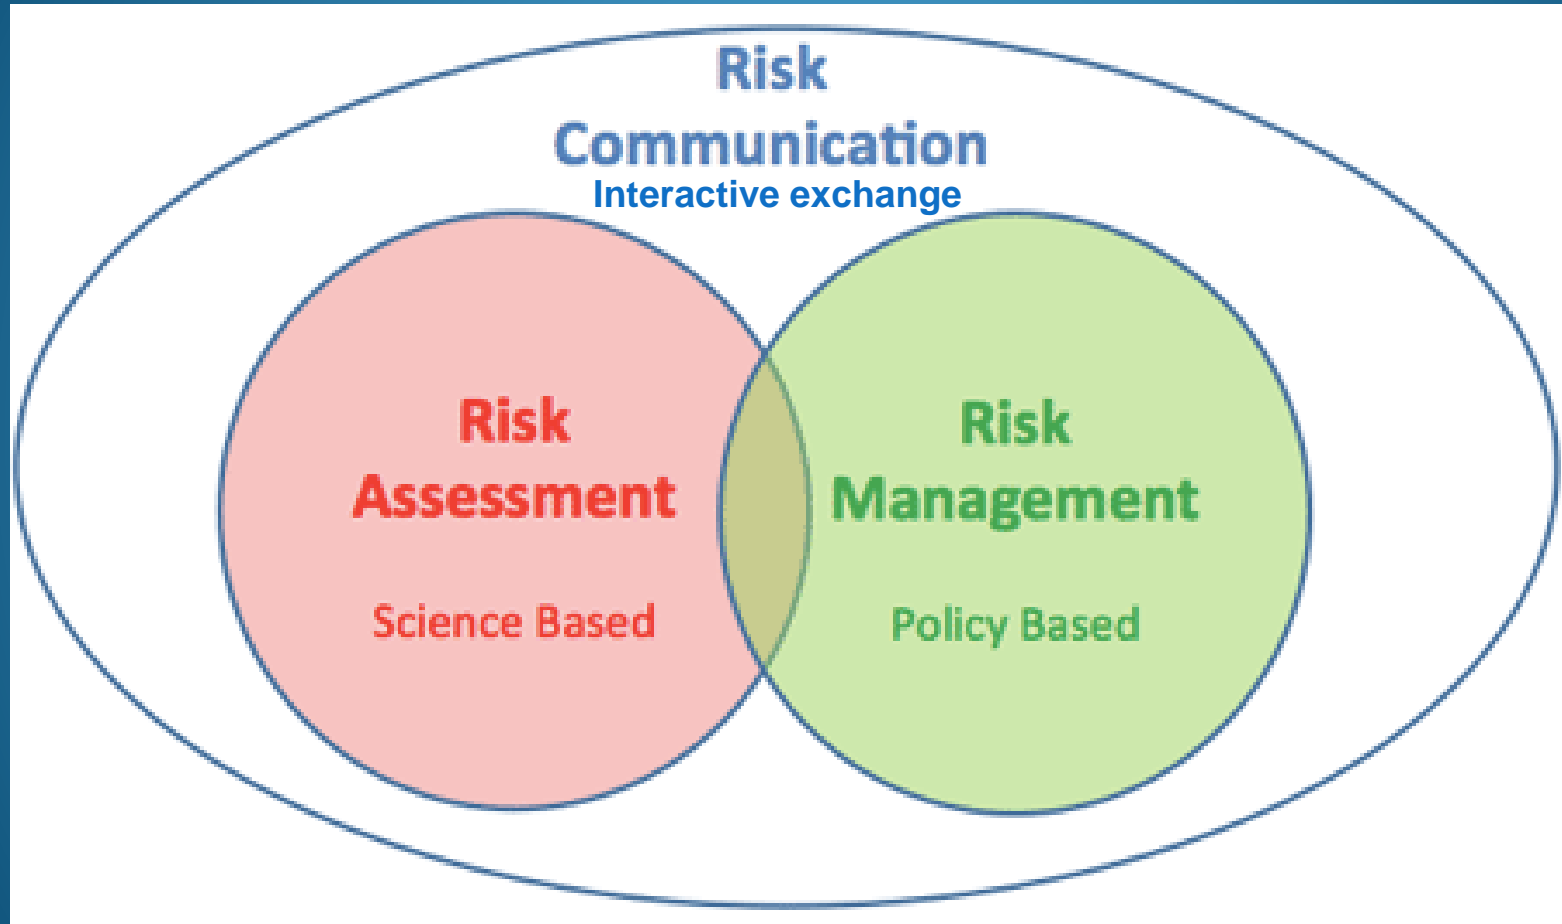 Risk
Communication
Interactive exchange
Risk
Assessment
Science Based
Risk
Management
Policy Based